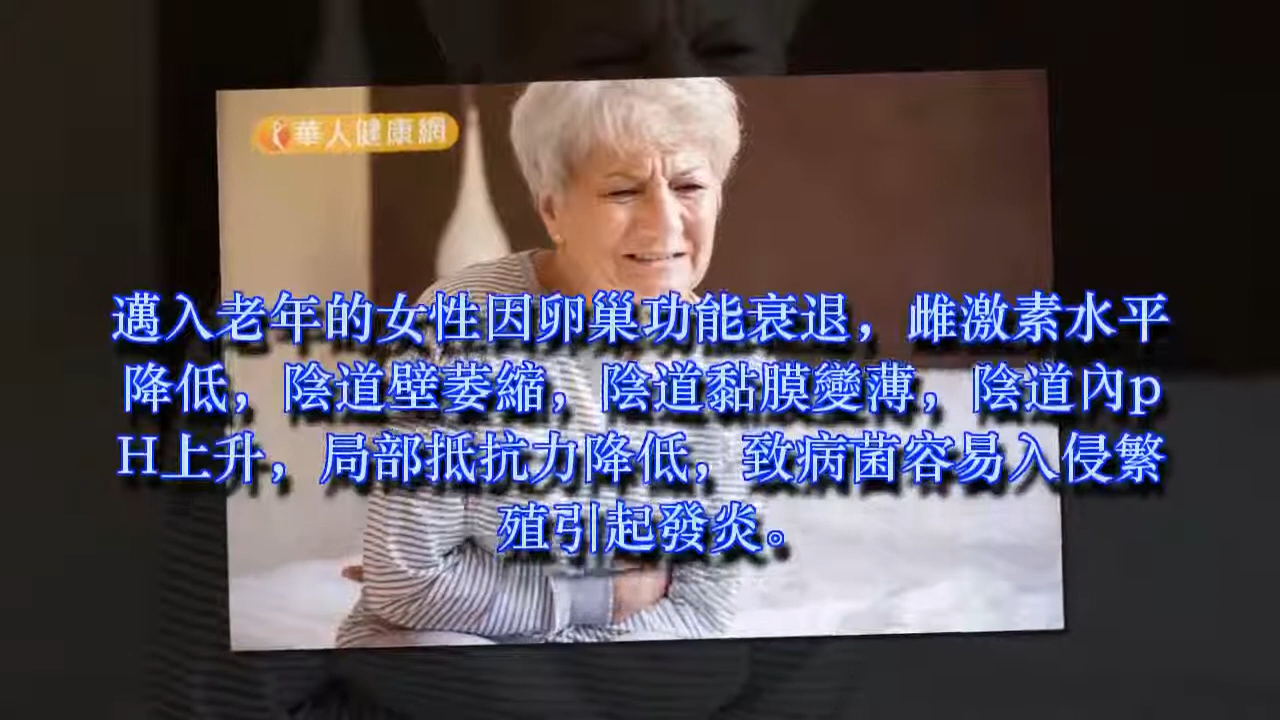 華人健康網
邁入老年的女性因卵巢功能衰退，雌激素水平
降低，陰道壁萎縮，陰道黏膜變薄，陰道內p
H上升，局部抵抗力降低，致病菌容易入侵繁
殖引起發炎。